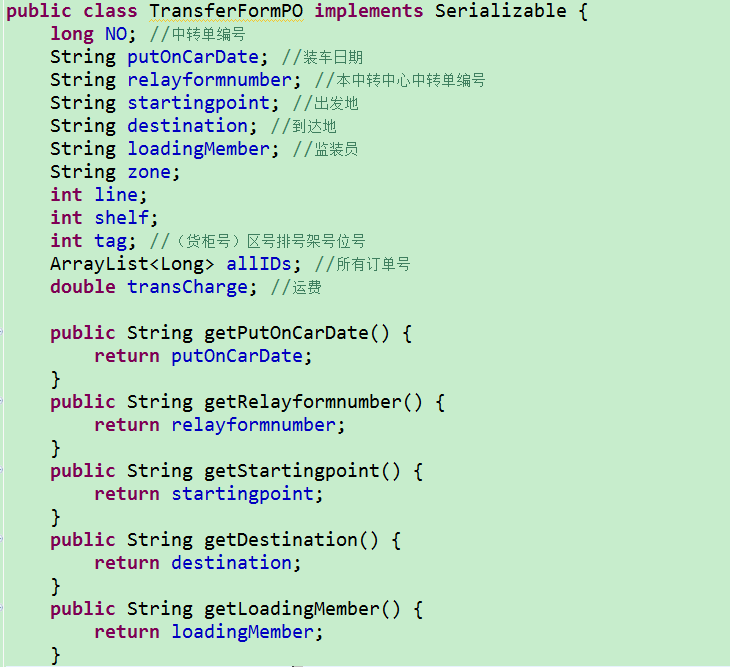 public class TransferFormPO implements Serializable {
long NO; //中转单编号
String putOnCarDate; //装车日期
String relayformnumber; //本中转中心中转单编号
String startingpoint; //出发地
String destination; //到达地
String loadingMember; //监装员
String zone;
int line;
int shelf;
int tag; //（货柜号）区号排号架号位号
ArrayList<Long> allIDs; //所有订单号
double transCharge; //运费
public String getPutOnCarDate() {
return putOnCarDate;
}
public String getRelayformnumber() {
return relayformnumber;
}
public String getStartingpoint() {
return startingpoint;
}
public String getDestination() {
return destination;
}
public String getLoadingMember() {
return loadingMember;
}